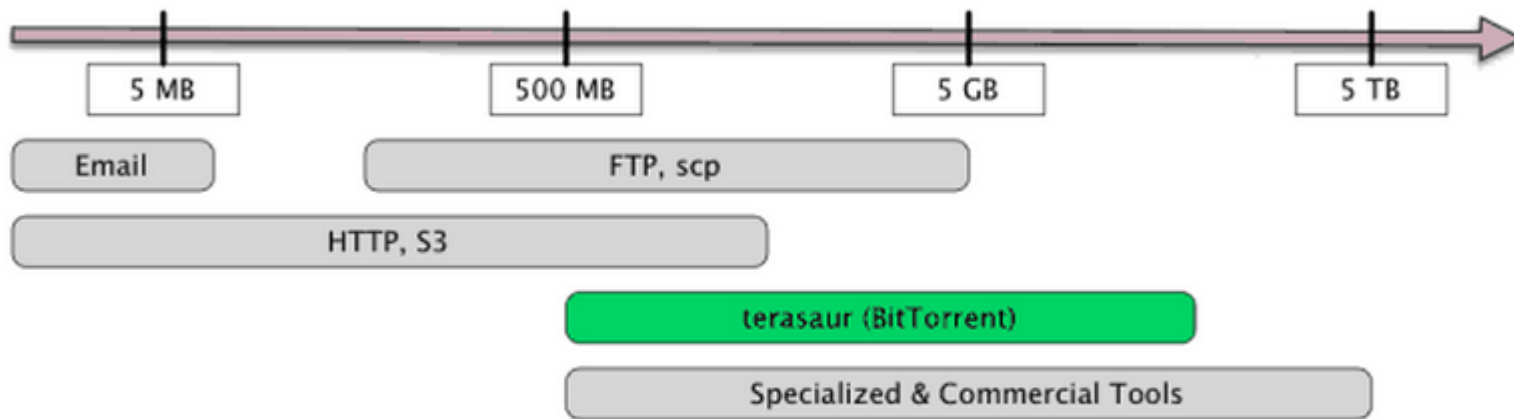 5 MB
500 MB
5 GB
5 TB
Email
FTP, scp
HTTP, S3
terasaur (BitTorrent)
Specialized & Commercial Tools